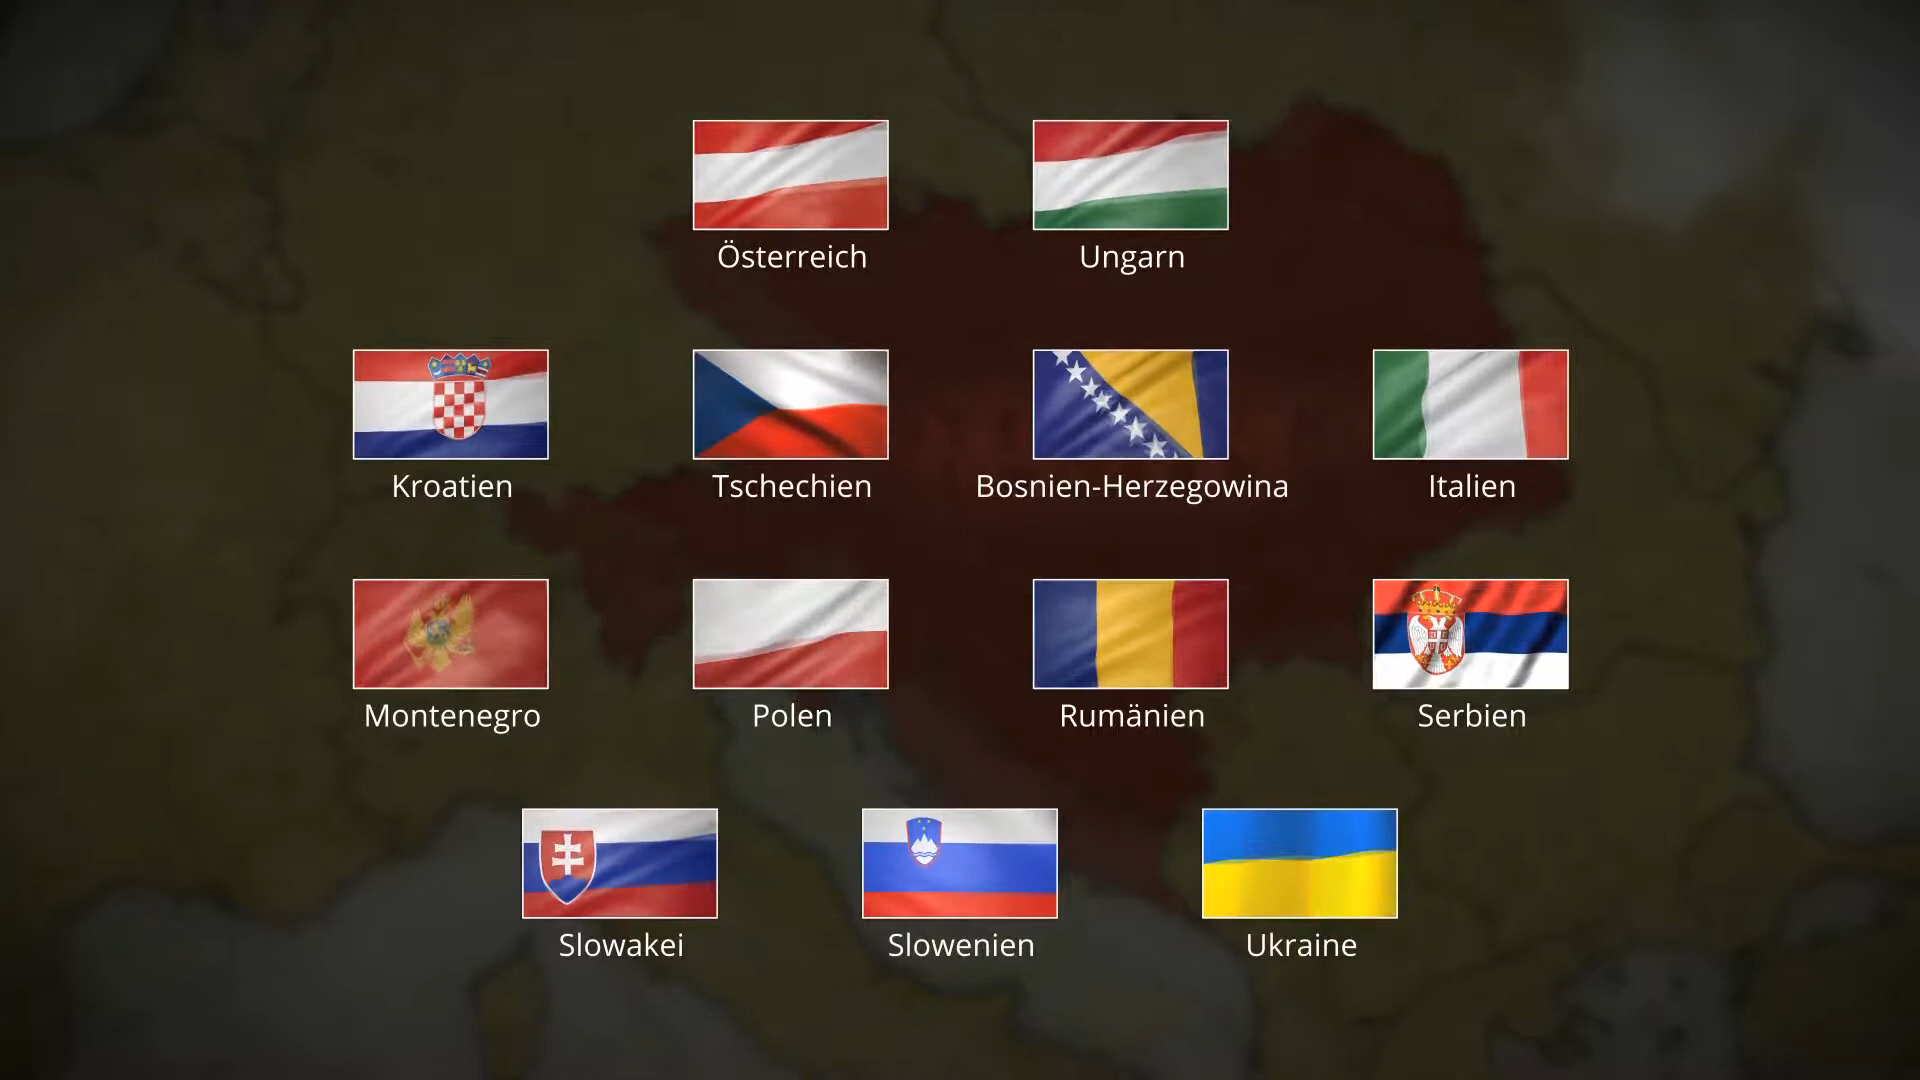 Österreich
Ungarn
Kroatien
Tschechien
Bosnien-Herzegowina
Italien
Montenegro
Polen
Rumänien
Serbien
Slowakei
Slowenien
Ukraine